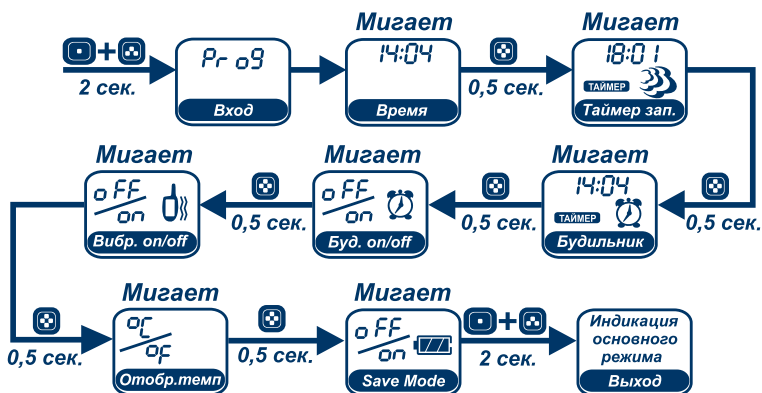 Мигает
Мигает
Pr og
14:04
18:01
ТАЙМЕР
2 сек.
Вход
Время
0,5 сек.
Таймер зап.
Мигает
Мигает
Мигает
oFF
on
oFF
on
14:04
ТАЙМЕР
Вибр. on/off
0,5 сек.
Буд. on/off
0,5 сек.
Будильник
0,5 сек.
Мигает
Мигает
°C
°F
oFF
on
Индикация
основного
режима
0,5 сек.
Отобр.темп
0,5 сек.
Save Mode
2 сек.
Выход